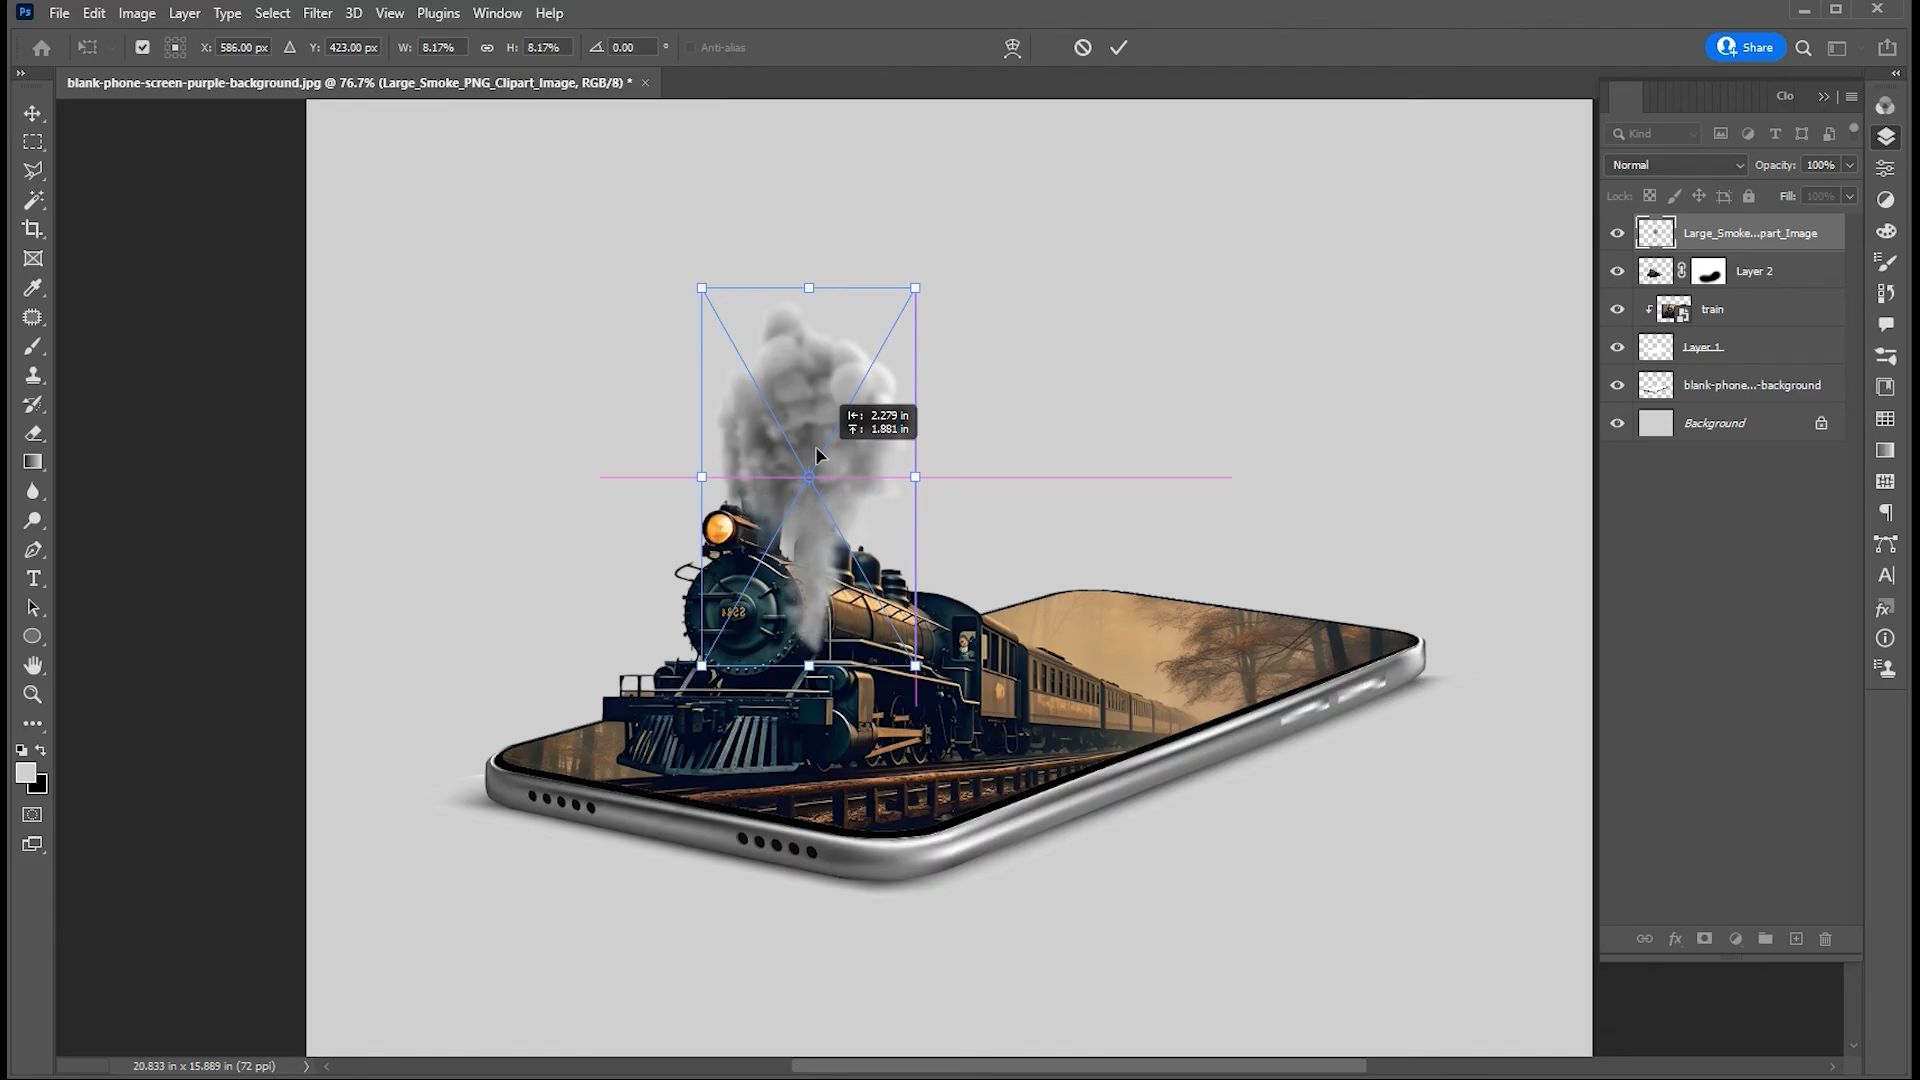 Ps File Edit Image Layer Type Select Filter 3D View Plugins Window Help
X: 586.00 px Y: 423.00 px W: 8.17% H: 8.17% 0.00 ° Anti-alias Share
blank-phone-screen-purple-background.jpg @ 76.7% (Large_Smoke_PNG_Clipart_Image, RGB/8) *
Clo
Kind
Normal Opacity: 100%
Lock: Fill: 100%
Large_Smoke...part_Image
Layer 2
train
Layer 1
blank-phone...-background
Background
2.279 in
1.881 in
20.833 in x 15.889 in (72 ppi)